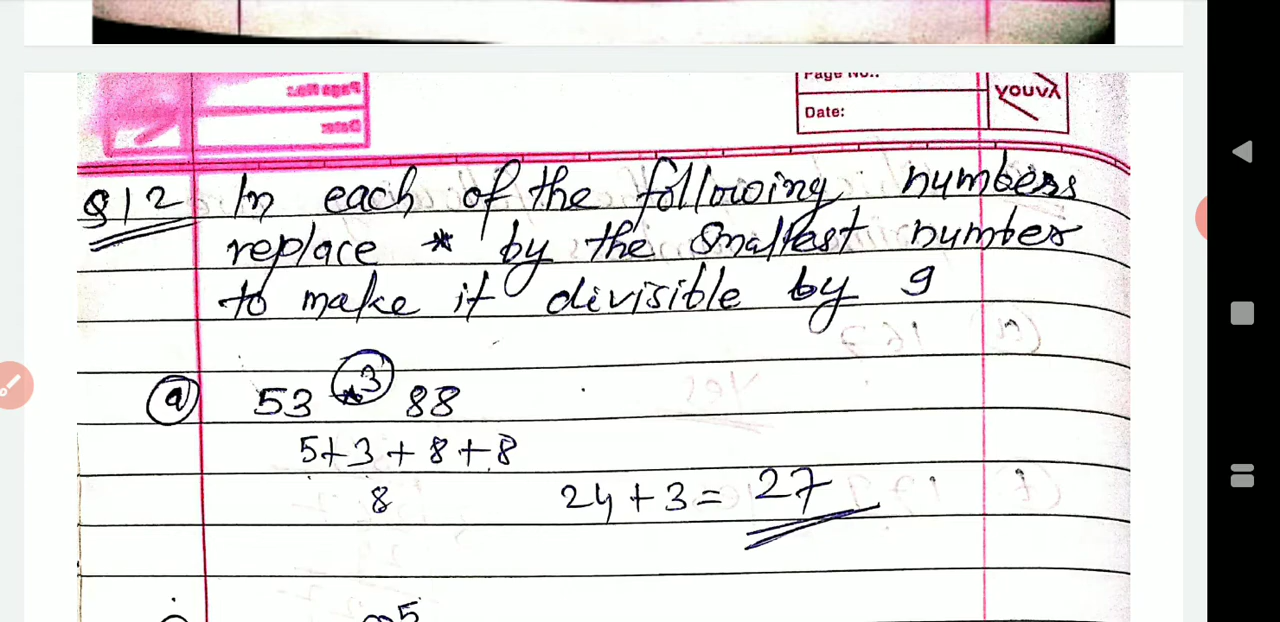 Page No.:
Date:
youva
Q12 In each of the following numbers
replace * by the smallest number
to make it divisible by 9
(a) 53 * 3 88
5+3+8+8
8 24+3= 27
5